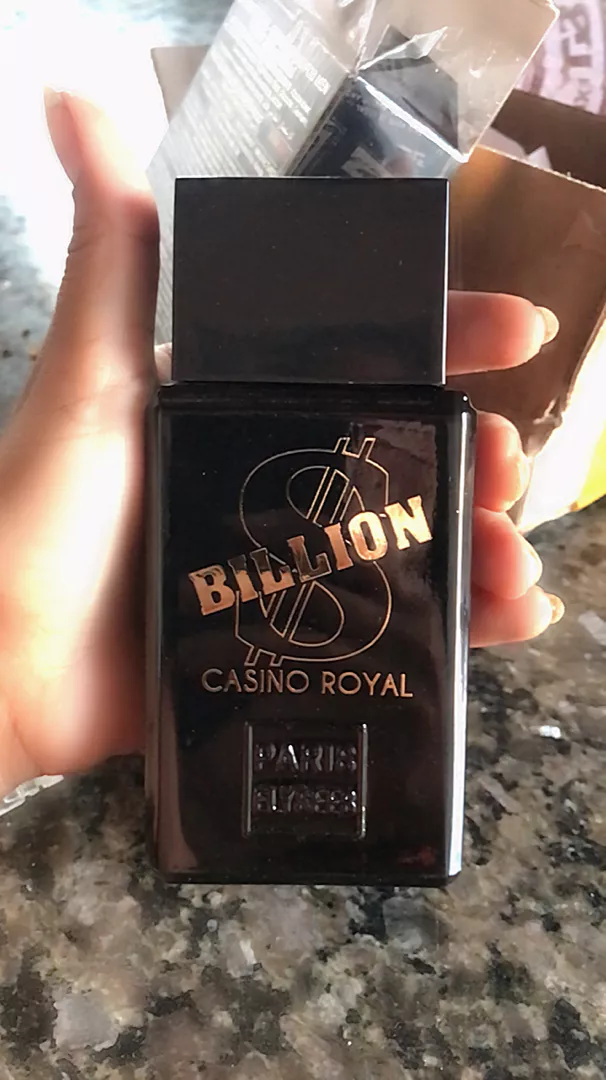 $
BILLION
CASINO ROYAL
PARIS
ELYSEES